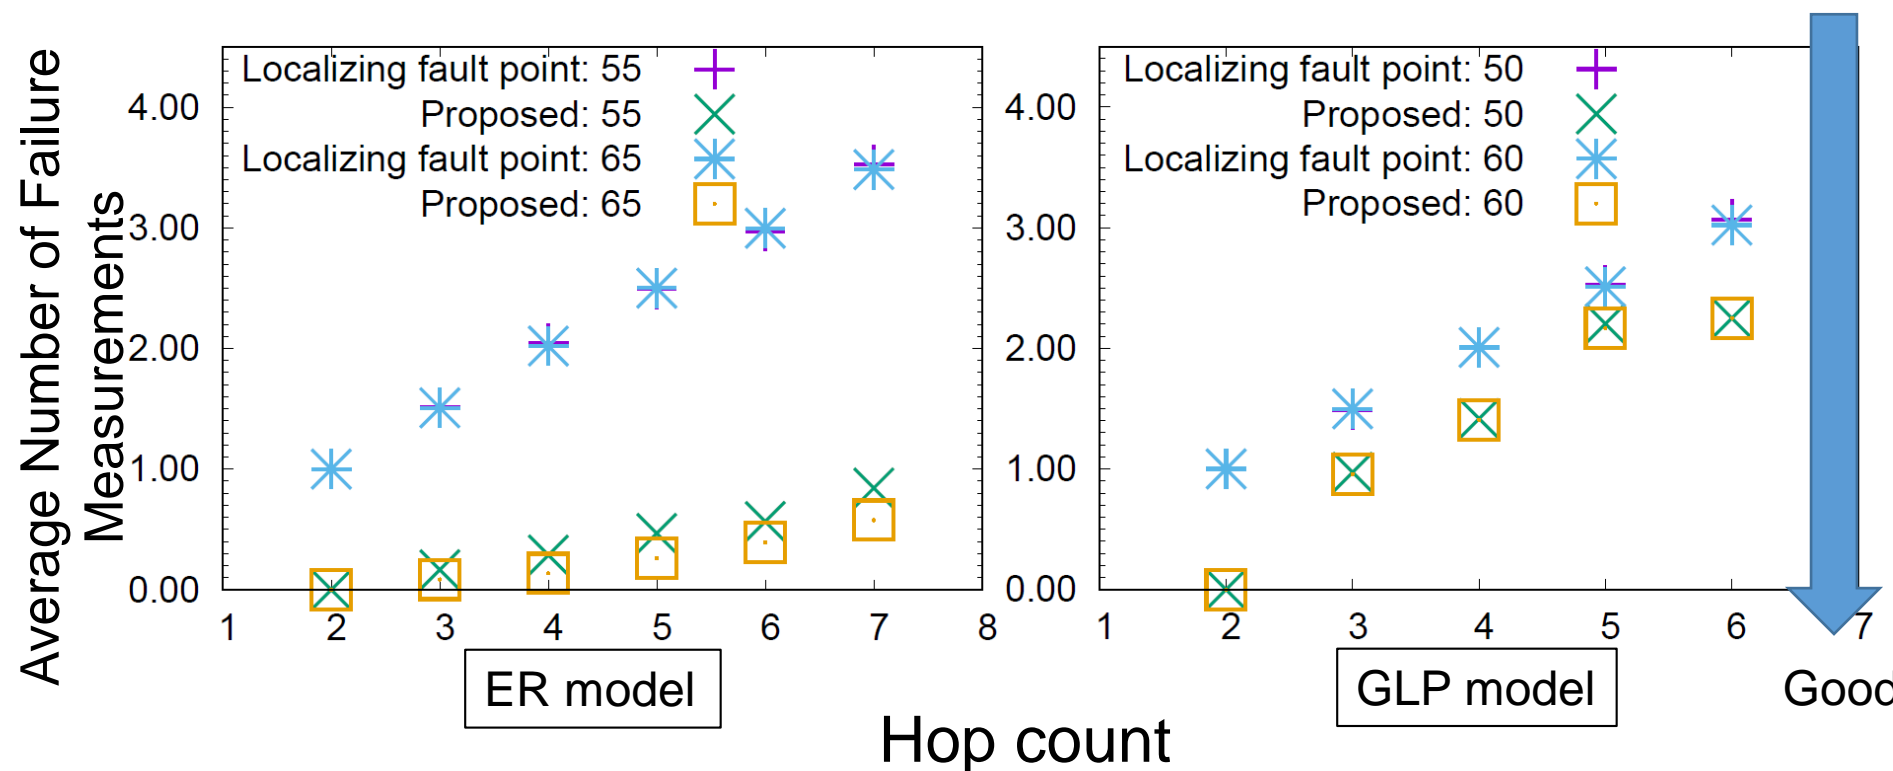 Average Number of Failure
Measurements
Localizing fault point: 55
Proposed: 55
Localizing fault point: 65
Proposed: 65
4.00
3.00
2.00
1.00
0.00
1 2 3 4 5 6 7 8
ER model
Localizing fault point: 50
Proposed: 50
Localizing fault point: 60
Proposed: 60
4.00
3.00
2.00
1.00
0.00
1 2 3 4 5 6 7
GLP model
Good
Hop count